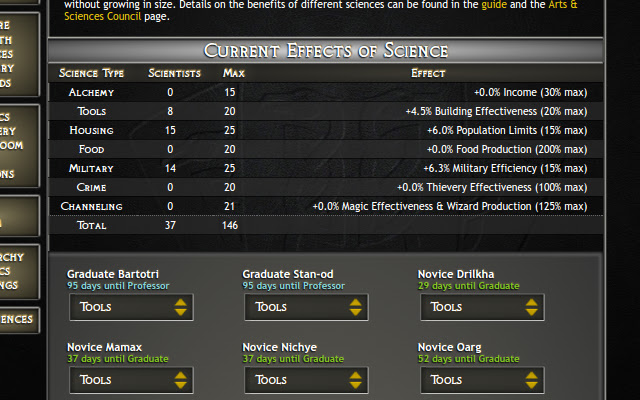 without growing in size. Details on the benefits of different sciences can be found in the guide and the Arts &
Sciences Council page.
Current Effects of Science
Science Type Scientists Max Effect
Alchemy 0 15 +0.0% Income (30% max)
Tools 8 20 +4.5% Building Effectiveness (20% max)
Housing 15 25 +6.0% Population Limits (15% max)
Food 0 20 +0.0% Food Production (200% max)
Military 14 25 +6.3% Military Efficiency (15% max)
Crime 0 20 +0.0% Thievery Effectiveness (100% max)
Channeling 0 21 +0.0% Magic Effectiveness & Wizard Production (125% max)
Total 37 146
Graduate Bartotri Graduate Stan-od Novice Drilkha
95 days until Professor 95 days until Professor 29 days until Graduate
Tools Tools Tools
Novice Mamax Novice Nichye Novice Oarg
37 days until Graduate 37 days until Graduate 52 days until Graduate
Tools Tools Tools